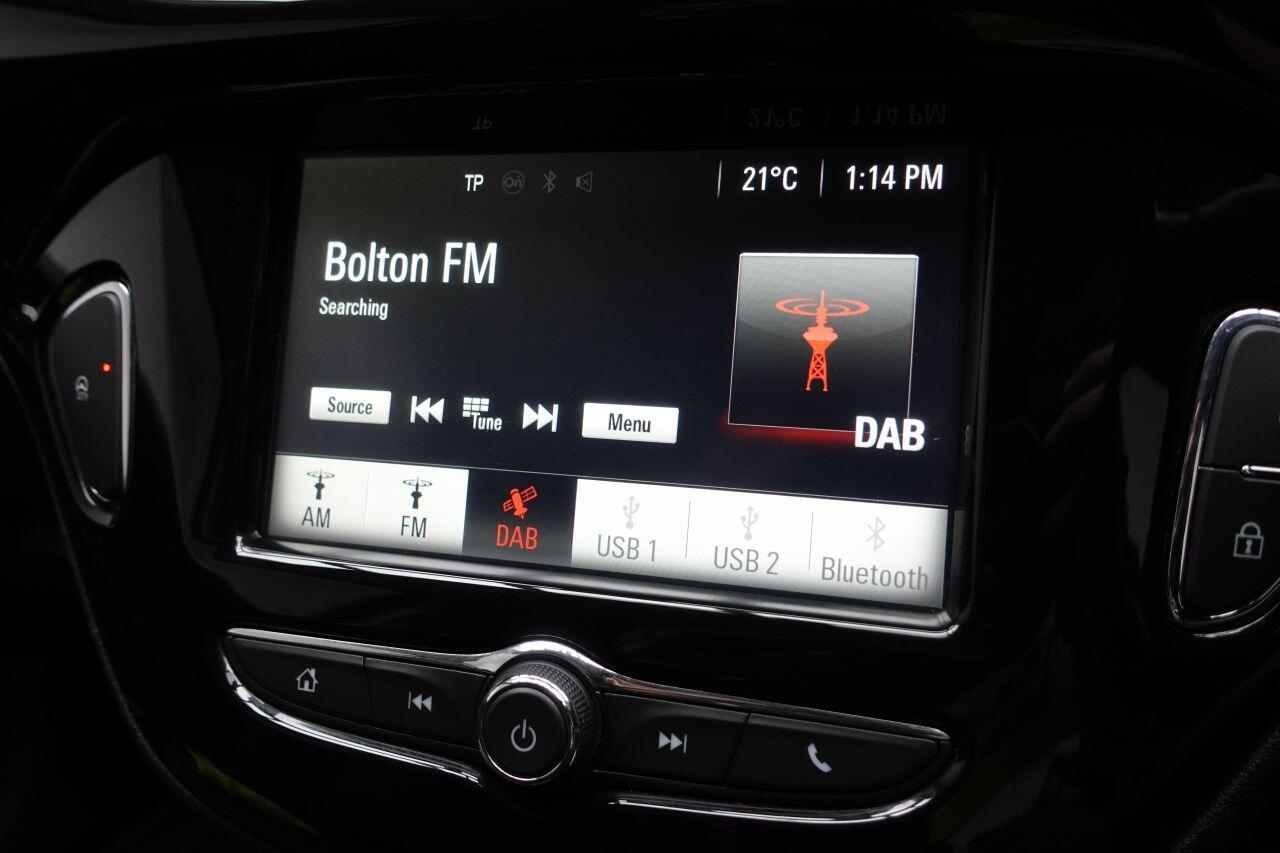 TP On 21°C 1:14 PM
Bolton FM
Searching
Source Tune Menu
DAB
AM FM DAB USB 1 USB 2 Bluetooth